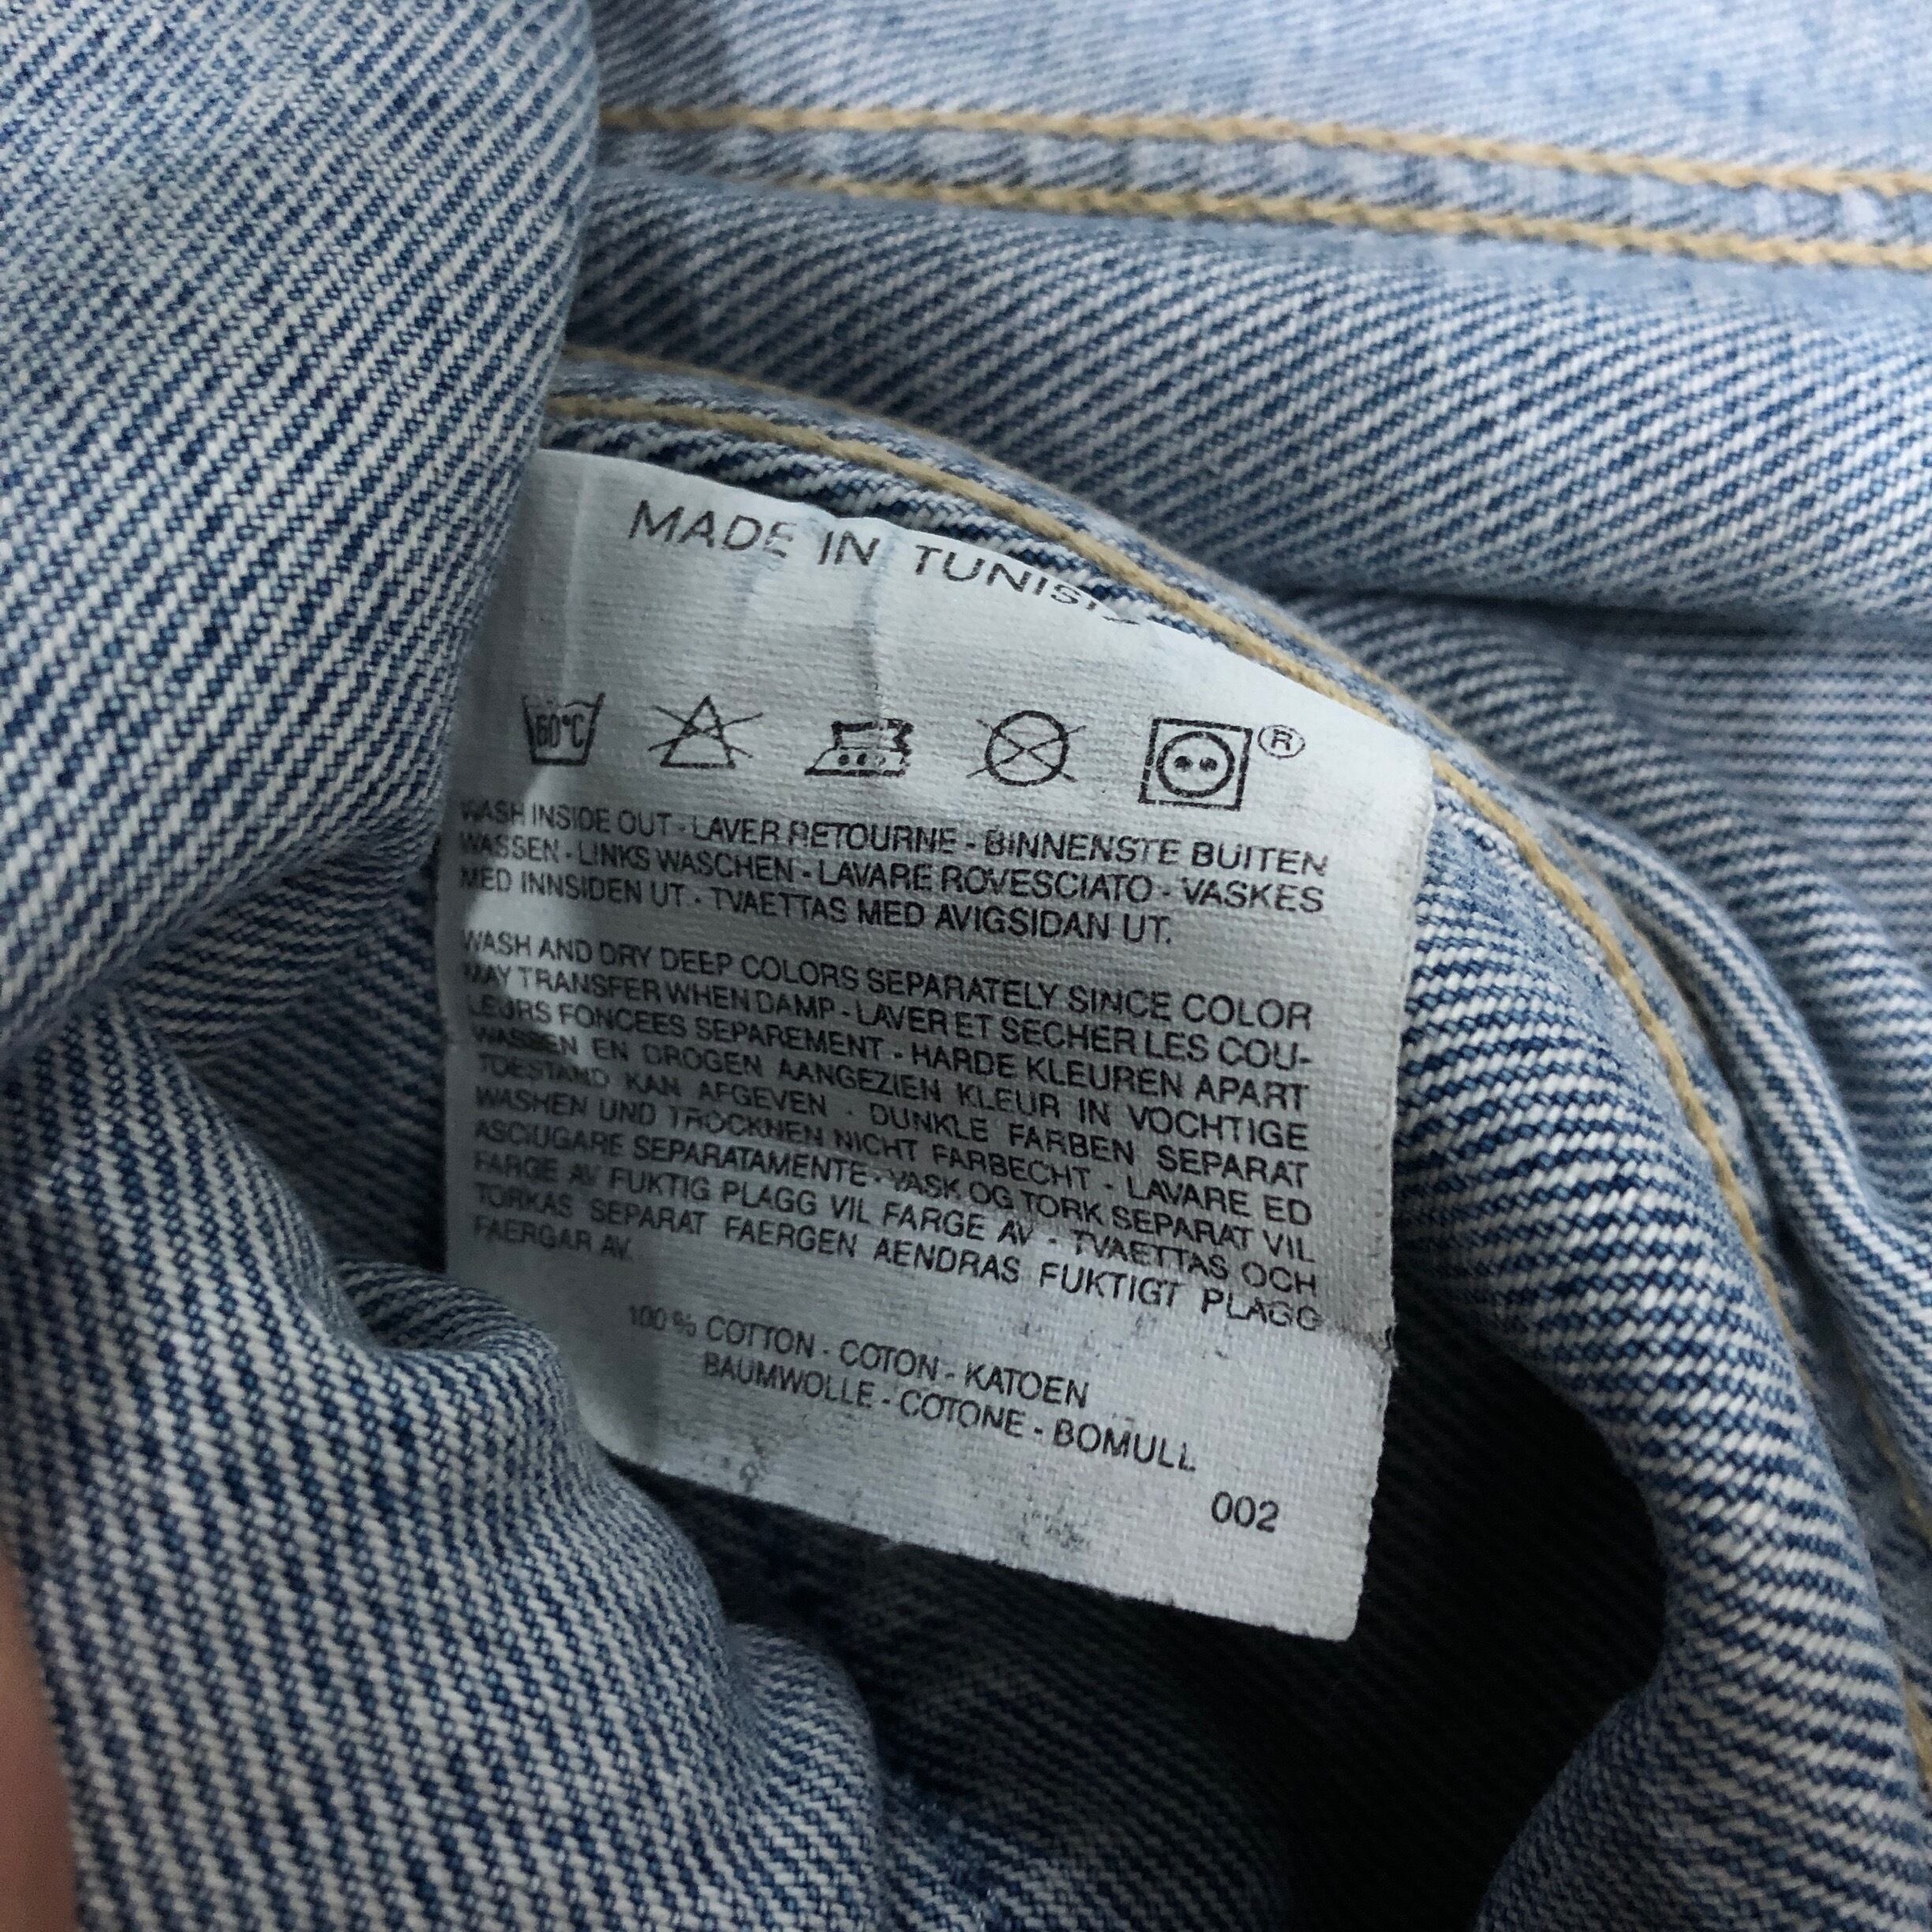 MADE IN TUNISI
60°C
®
WASH INSIDE OUT - LAVER RETOURNE - BINNENSTE BUITEN
WASSEN - LINKS WASCHEN - LAVARE ROVESCIATO - VASKES
MED INNSIDEN UT - TVAETTAS MED AVIGSIDAN UT.
WASH AND DRY DEEP COLORS SEPARATELY SINCE COLOR
MAY TRANSFER WHEN DAMP - LAVER ET SECHER LES COU-
LEURS FONCEES SEPAREMENT - HARDE KLEUREN APART
WASSEN EN DROGEN AANGEZIEN KLEUR IN VOCHTIGE
TOESTAND KAN AFGEVEN - DUNKLE FARBEN SEPARAT
WASHEN UND TROCKNEN NICHT FARBECHT - LAVARE ED
ASCIUGARE SEPARATAMENTE - VASK OG TORK SEPARAT VIL
FARGE AV FUKTIG PLAGG VIL FARGE AV - TVAETTAS OCH
TORKAS SEPARAT FAERGEN AENDRAS FUKTIGT PLAGG
FAERGAR AV.
100% COTTON - COTON - KATOEN
BAUMWOLLE - COTONE - BOMULL
002